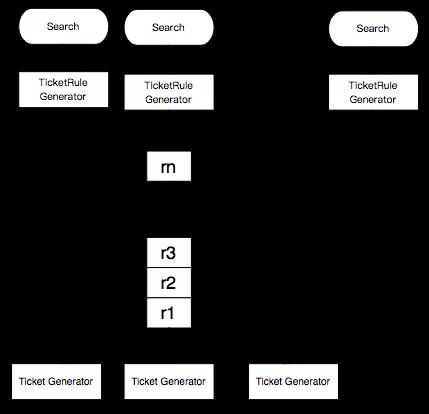 Search
Search
Search
TicketRule
Generator
TicketRule
Generator
TicketRule
Generator
rn
r3
r2
r1
Ticket Generator
Ticket Generator
Ticket Generator